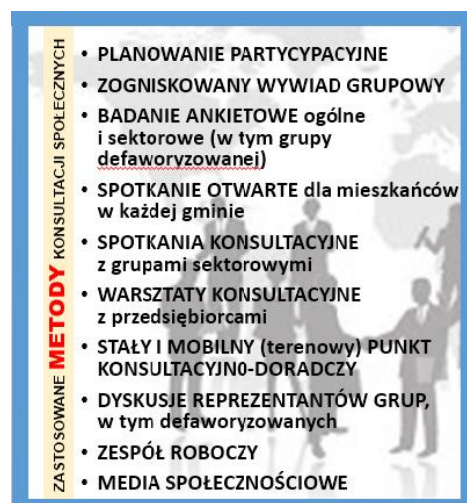 ZASTOSOWANE METODY KONSULTACJI SPOŁECZNYCH
• PLANOWANIE PARTYCYPACYJNE
• ZOGNISKOWANY WYWIAD GRUPOWY
• BADANIE ANKIETOWE ogólne
i sektorowe (w tym grupy
defaworyzowanej)
• SPOTKANIE OTWARTE dla mieszkańców
w każdej gminie
• SPOTKANIA KONSULTACYJNE
z grupami sektorowymi
• WARSZTATY KONSULTACYJNE
z przedsiębiorcami
• STAŁY I MOBILNY (terenowy) PUNKT
KONSULTACYJN0-DORADCZY
• DYSKUSJE REPREZENTANTÓW GRUP,
w tym defaworyzowanych
• ZESPÓŁ ROBOCZY
• MEDIA SPOŁECZNOŚCIOWE